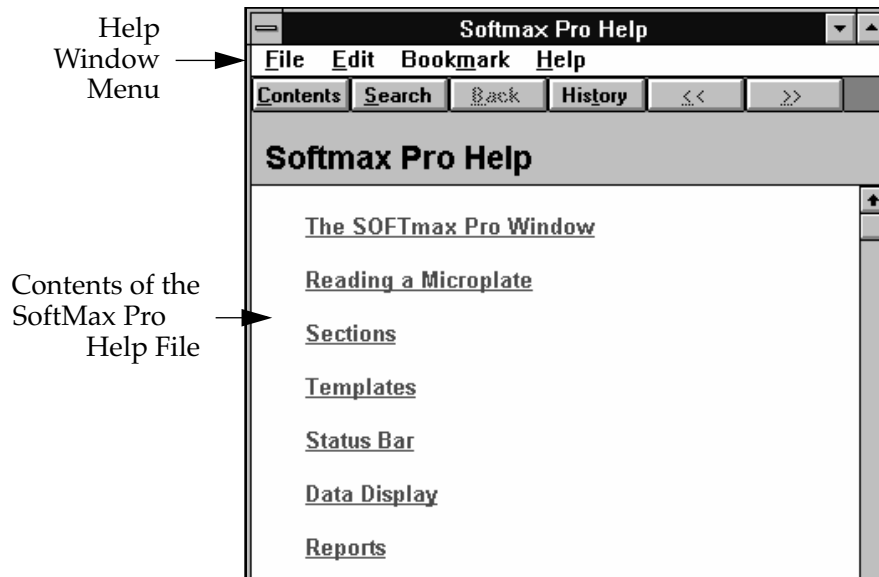 Help
Window
Menu
Softmax Pro Help
File Edit Bookmark Help
Contents Search Back History << >>
Softmax Pro Help
The SOFTmax Pro Window
Reading a Microplate
Contents of the
SoftMax Pro
Help File
Sections
Templates
Status Bar
Data Display
Reports